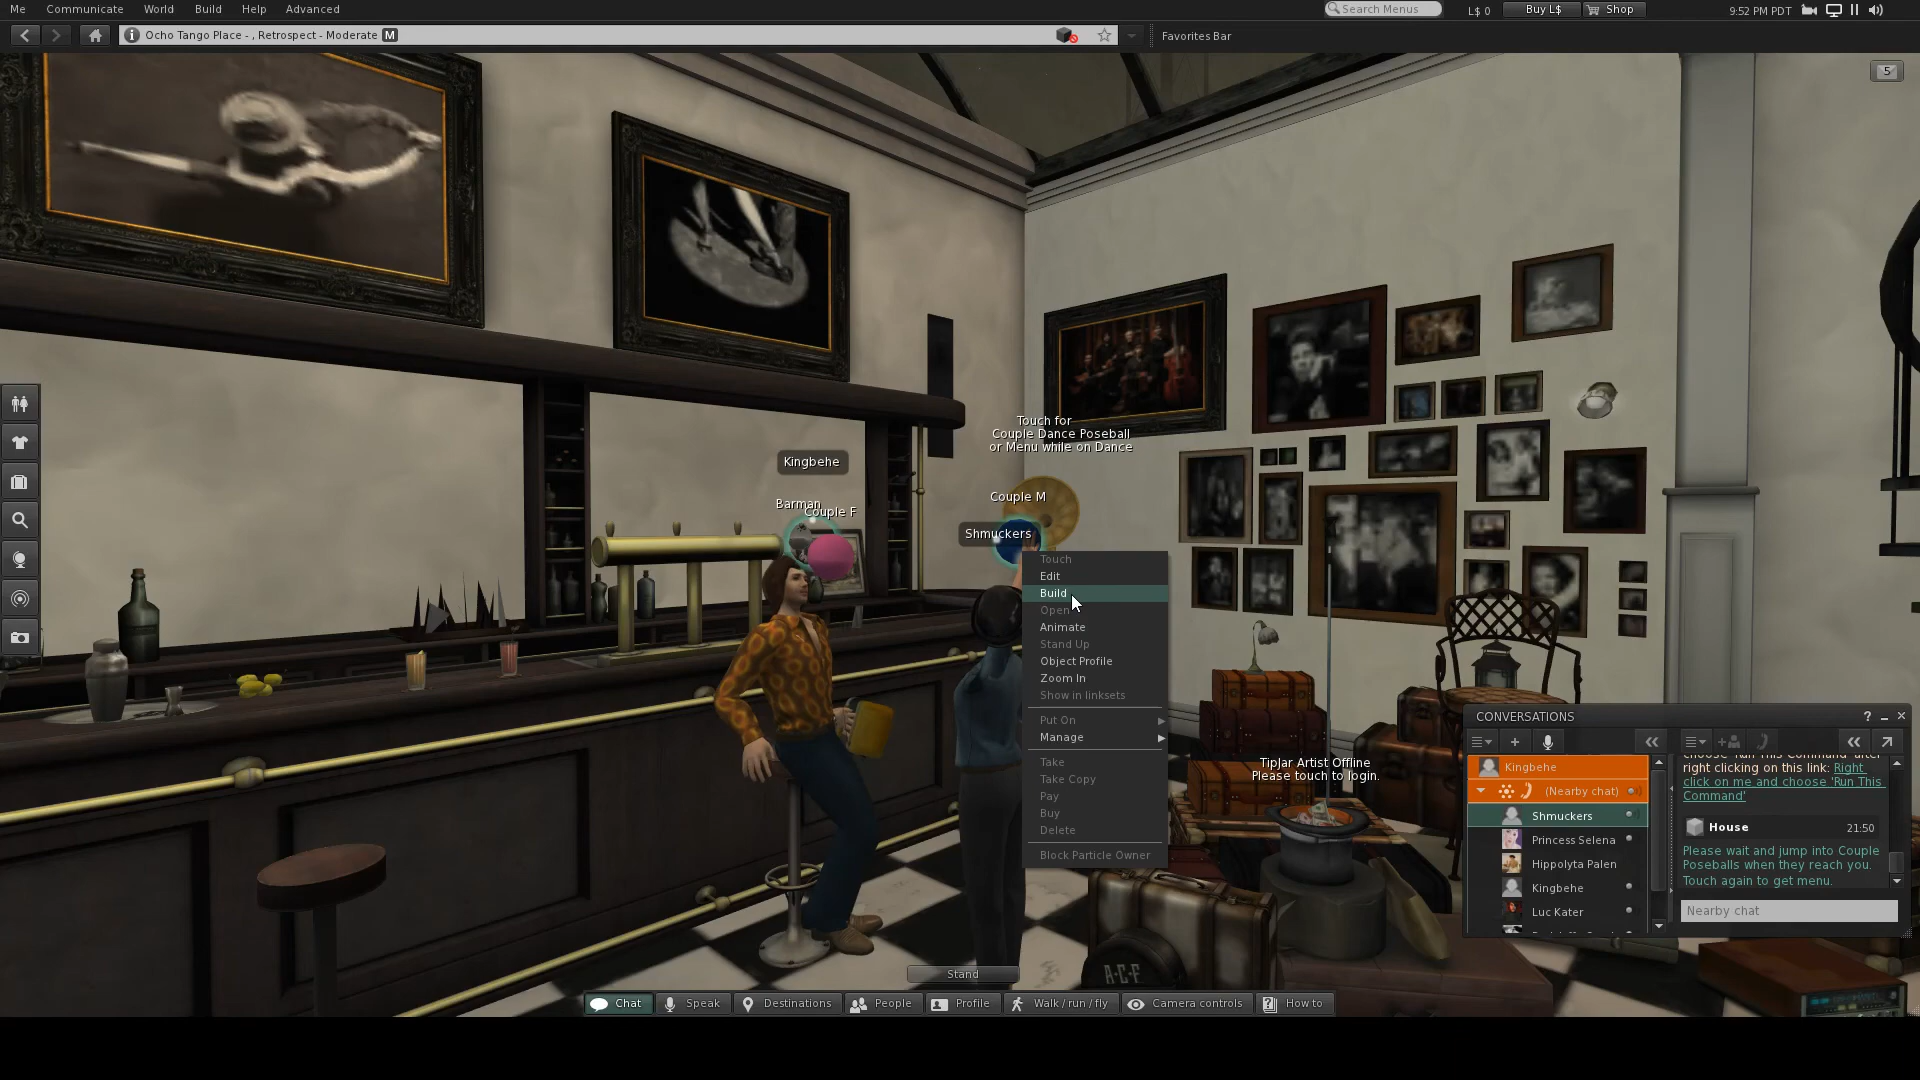 Me Communicate World Build Help Advanced
Search Menus
L$ 0
Buy L$
Shop
9:52 PM PDT
Ocho Tango Place - , Retrospect - Moderate M
Favorites Bar
5
Touch for
Couple Dance Poseball
or Menu while on Dance
Kingbehe
Barman
Couple F
Couple M
Shmuckers
Touch
Edit
Build
Open
Animate
Stand Up
Object Profile
Zoom In
Show in linksets
Put On
Manage
Take
Take Copy
Pay
Buy
Delete
Block Particle Owner
TipJar Artist Offline
Please touch to login.
A·C·F
CONVERSATIONS
Kingbehe
(Nearby chat)
Shmuckers
Princess Selena
Hippolyta Palen
Kingbehe
Luc Kater
choose 'Run This Command' after
right clicking on this link: Right
click on me and choose 'Run This
Command'
House 21:50
Please wait and jump into Couple
Poseballs when they reach you.
Touch again to get menu.
Nearby chat
Stand
Chat Speak Destinations People Profile Walk / run / fly Camera controls How to